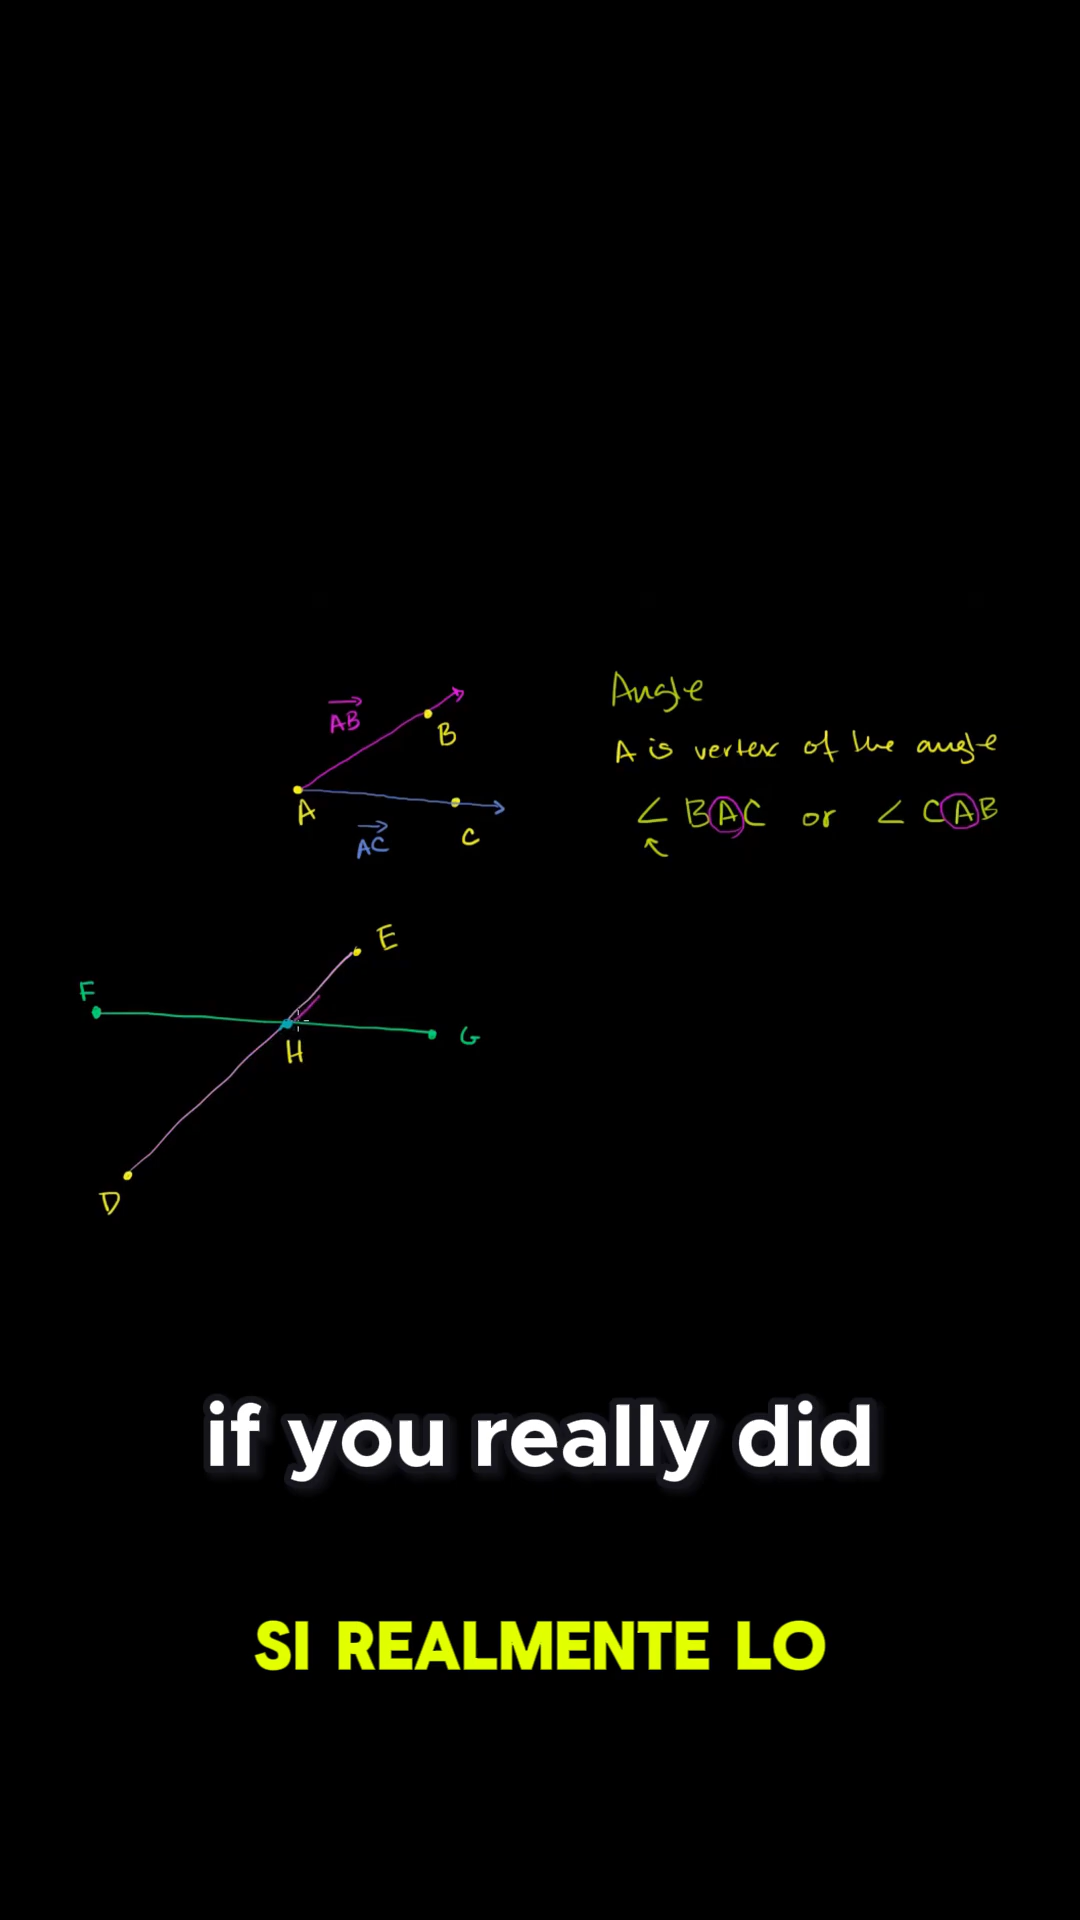 Angle
AB
B
A is vertex of the angle
A
C
∠ BAC or ∠ CAB
AC
E
F
G
H
D
if you really did
SI REALMENTE LO